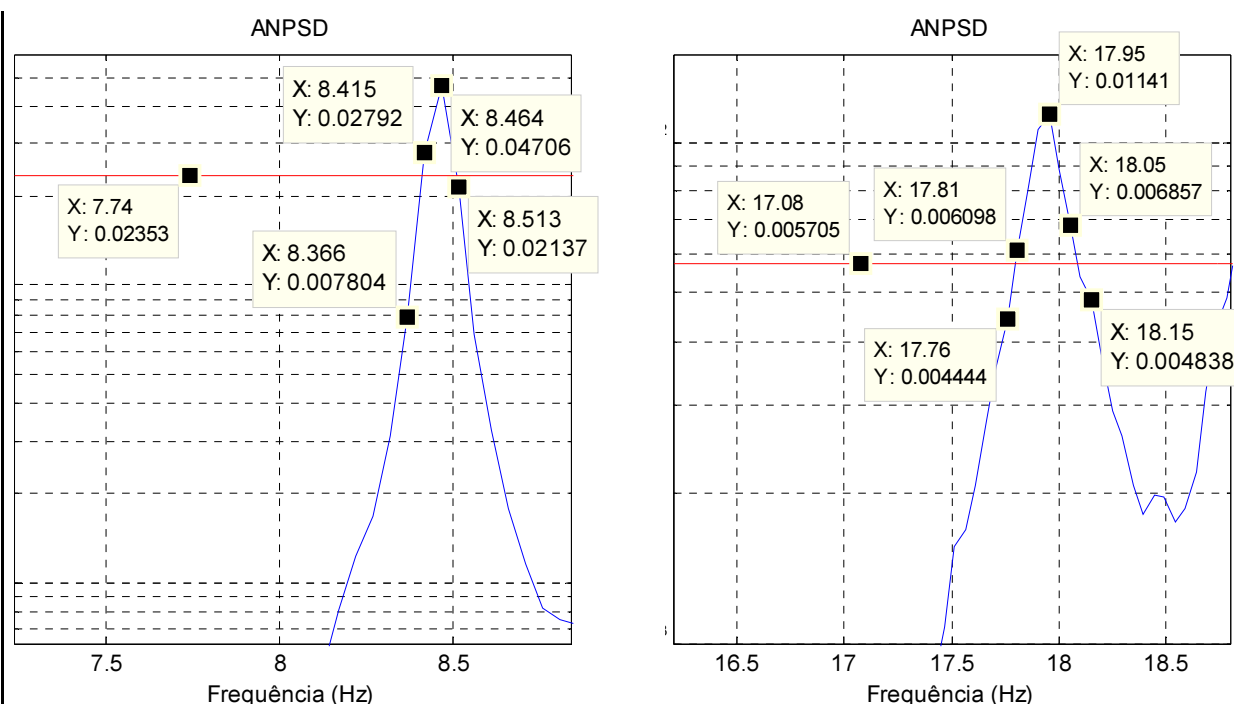 ANPSD
X: 8.415
Y: 0.02792
X: 8.464
Y: 0.04706
X: 7.74
Y: 0.02353
X: 8.366
Y: 0.007804
X: 8.513
Y: 0.02137
7.5
8
8.5
Frequência (Hz)
ANPSD
X: 17.95
Y: 0.01141
X: 18.05
Y: 0.006857
X: 17.81
Y: 0.006098
X: 17.08
Y: 0.005705
X: 17.76
Y: 0.004444
X: 18.15
Y: 0.004838
16.5
17
17.5
18
18.5
Frequência (Hz)